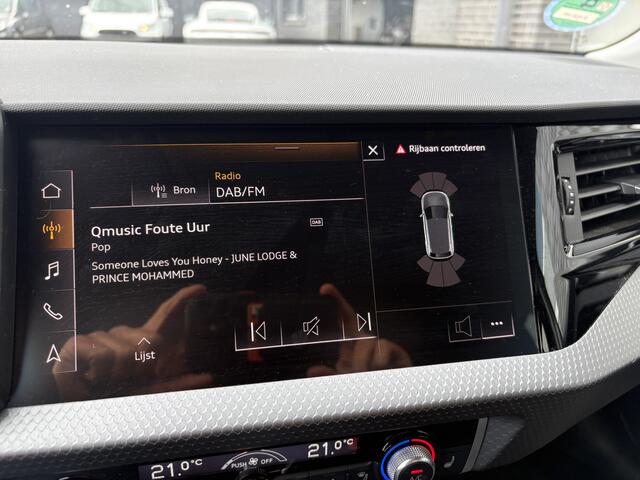 Radio
Bron
DAB/FM
Qmusic Foute Uur
DAB
Pop
Someone Loves You Honey - JUNE LODGE &
PRINCE MOHAMMED
Lijst
Rijbaan controleren
21.0°C
PUSH OFF
21.0°C
A/C